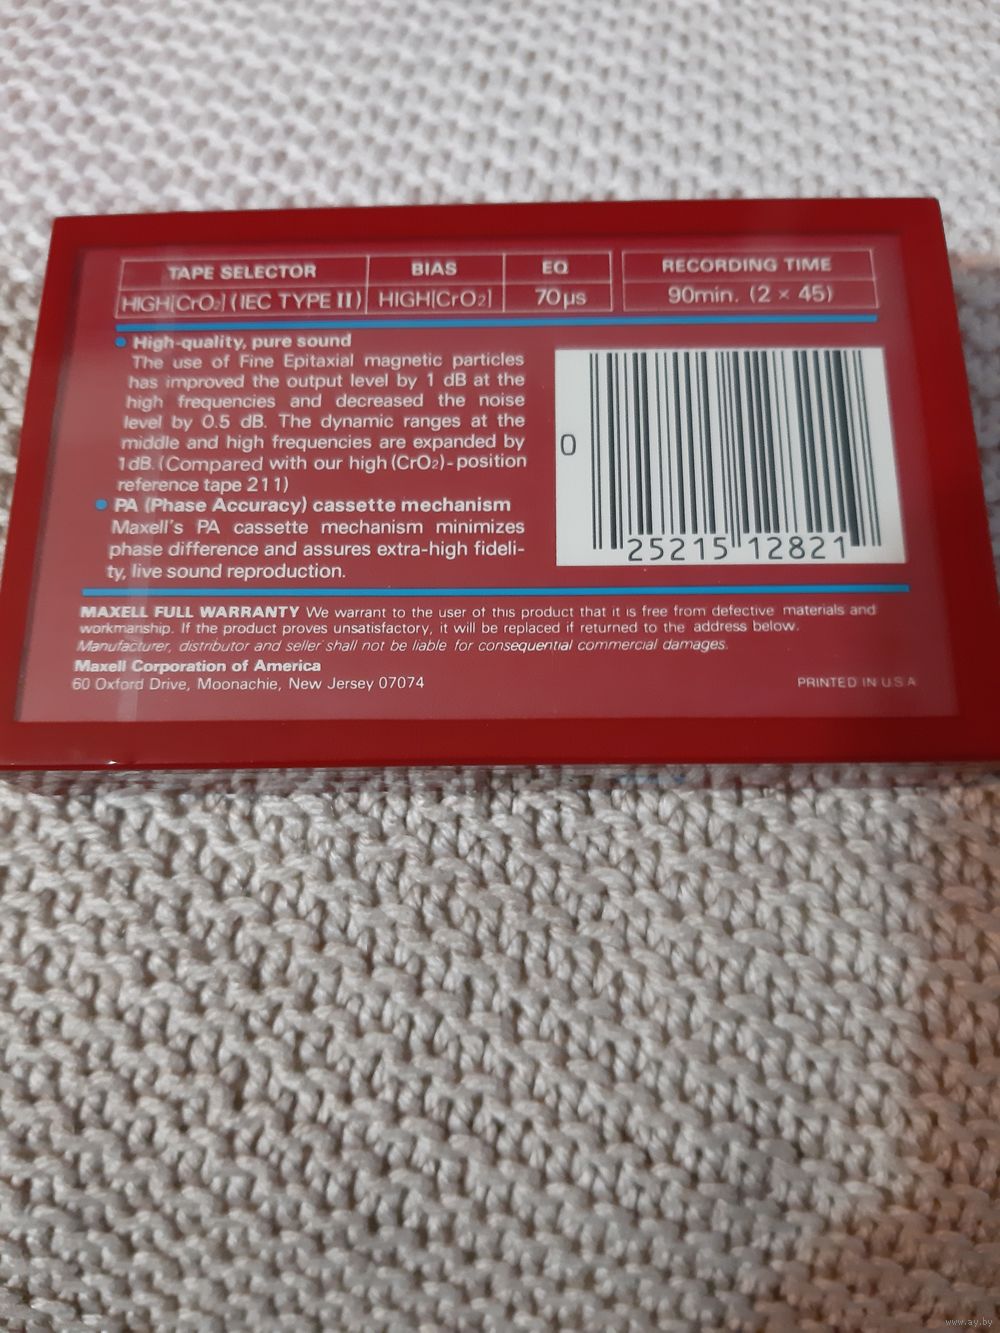 TAPE SELECTOR BIAS EQ RECORDING TIME
HIGH[CrO₂] (IEC TYPE II) HIGH[CrO₂] 70µs 90min. (2 × 45)
• High-quality, pure sound
The use of Fine Epitaxial magnetic particles
has improved the output level by 1 dB at the
high frequencies and decreased the noise
level by 0.5 dB. The dynamic ranges at the
middle and high frequencies are expanded by
1dB. (Compared with our high (CrO₂)-position
reference tape 211)
• PA (Phase Accuracy) cassette mechanism
Maxell's PA cassette mechanism minimizes
phase difference and assures extra-high fideli-
ty, live sound reproduction.
0
25215 12821
MAXELL FULL WARRANTY We warrant to the user of this product that it is free from defective materials and
workmanship. If the product proves unsatisfactory, it will be replaced if returned to the address below.
Manufacturer, distributor and seller shall not be liable for consequential commercial damages.
Maxell Corporation of America
60 Oxford Drive, Moonachie, New Jersey 07074
PRINTED IN U.S.A
www.ay.by